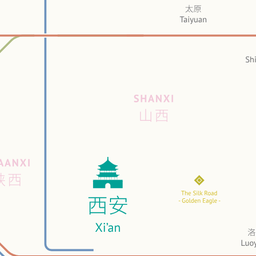 太原
Taiyuan
Shi
SHANXI
山西
AANXI
陕西
西安
Xi'an
The Silk Road
- Golden Eagle -
洛
Luoy